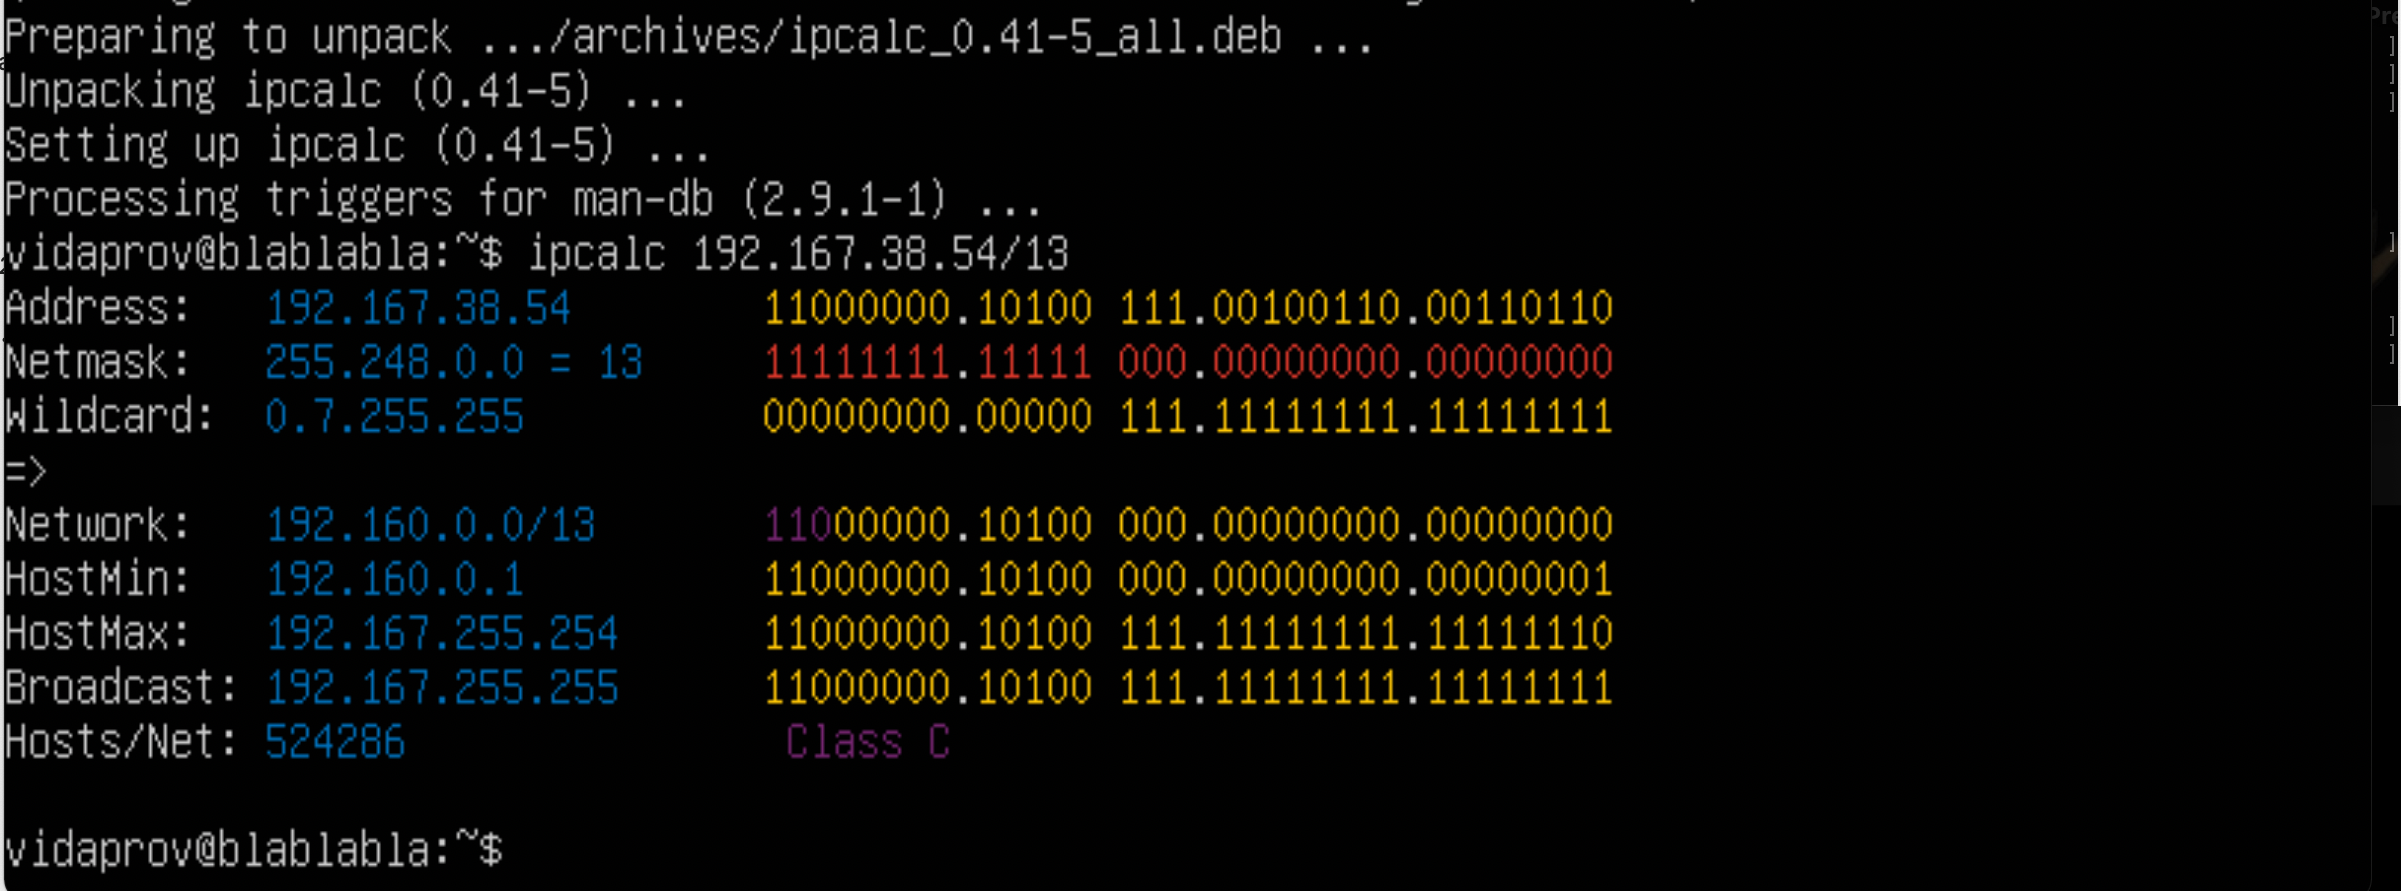 Preparing to unpack .../archives/ipcalc_0.41-5_all.deb ...
Unpacking ipcalc (0.41-5) ...
Setting up ipcalc (0.41-5) ...
Processing triggers for man-db (2.9.1-1) ...
vidaprov@blablabla:~$ ipcalc 192.167.38.54/13
Address:   192.167.38.54        11000000.10100 111.00100110.00110110
Netmask:   255.248.0.0 = 13     11111111.11111 000.00000000.00000000
Wildcard:  0.7.255.255          00000000.00000 111.11111111.11111111
=>
Network:   192.160.0.0/13       11000000.10100 000.00000000.00000000
HostMin:   192.160.0.1          11000000.10100 000.00000000.00000001
HostMax:   192.167.255.254      11000000.10100 111.11111111.11111110
Broadcast: 192.167.255.255      11000000.10100 111.11111111.11111111
Hosts/Net: 524286                Class C
vidaprov@blablabla:~$